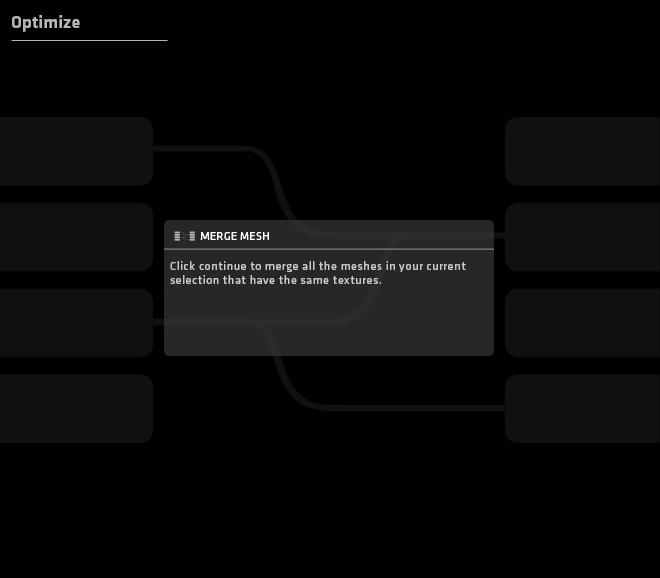 Optimize
MERGE MESH
Click continue to merge all the meshes in your current
selection that have the same textures.